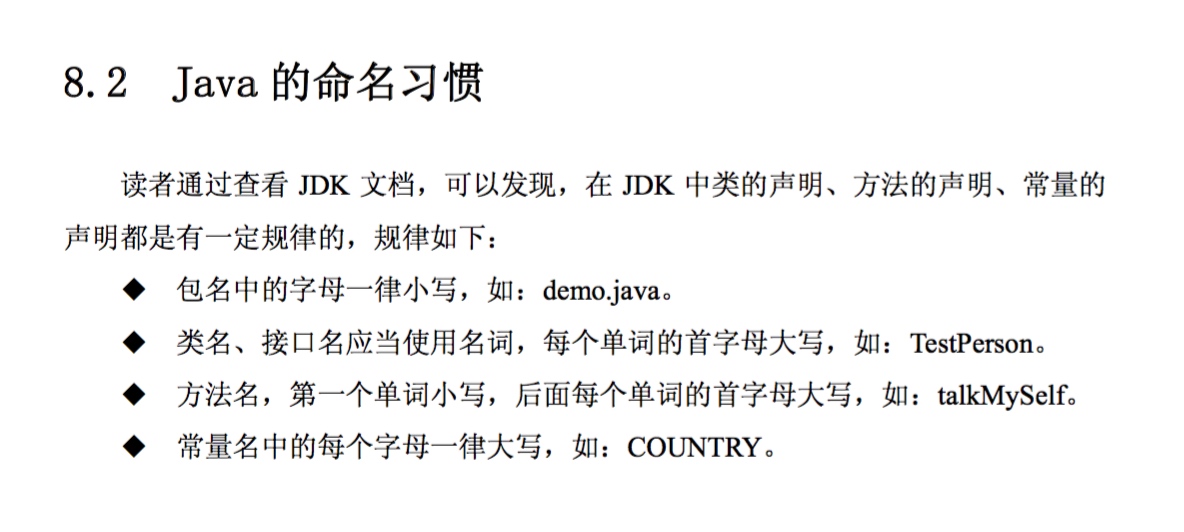 8.2 Java 的命名习惯
读者通过查看 JDK 文档，可以发现，在 JDK 中类的声明、方法的声明、常量的
声明都是有一定规律的，规律如下：
◆ 包名中的字母一律小写，如：demo.java。
◆ 类名、接口名应当使用名词，每个单词的首字母大写，如：TestPerson。
◆ 方法名，第一个单词小写，后面每个单词的首字母大写，如：talkMySelf。
◆ 常量名中的每个字母一律大写，如：COUNTRY。